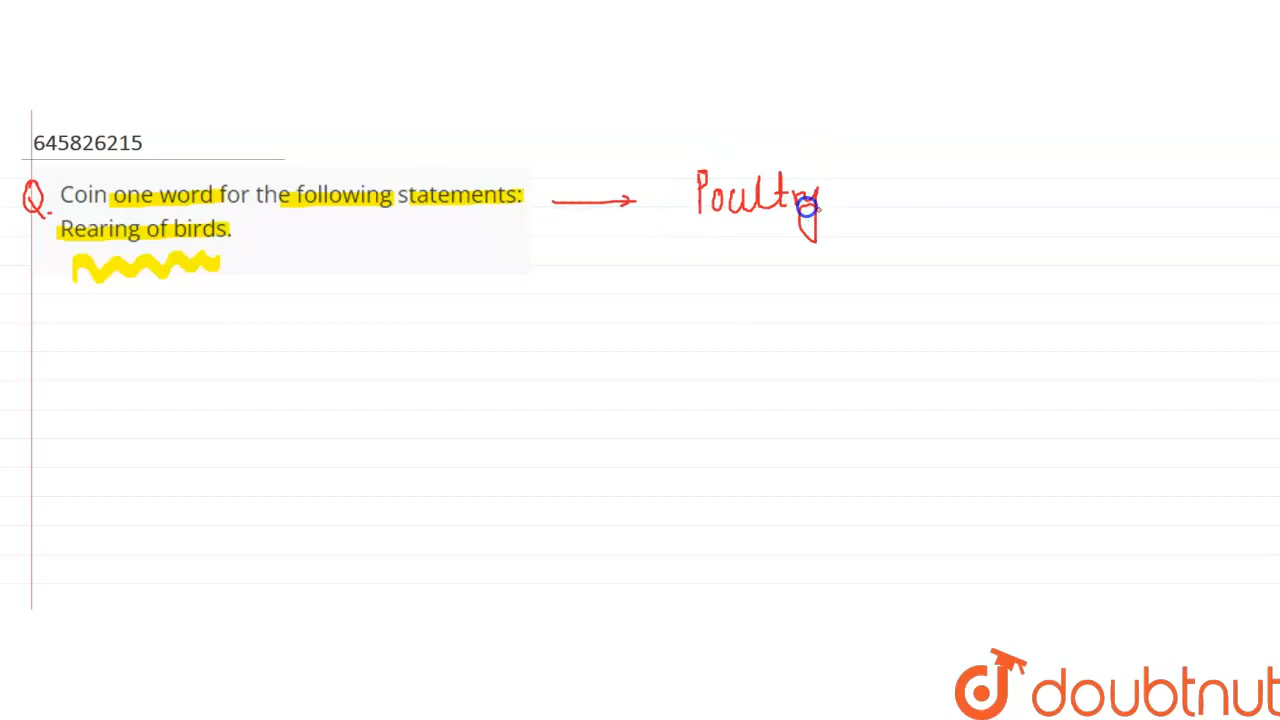 645826215
Q. Coin one word for the following statements: → Poultry
Rearing of birds.
doubtnut